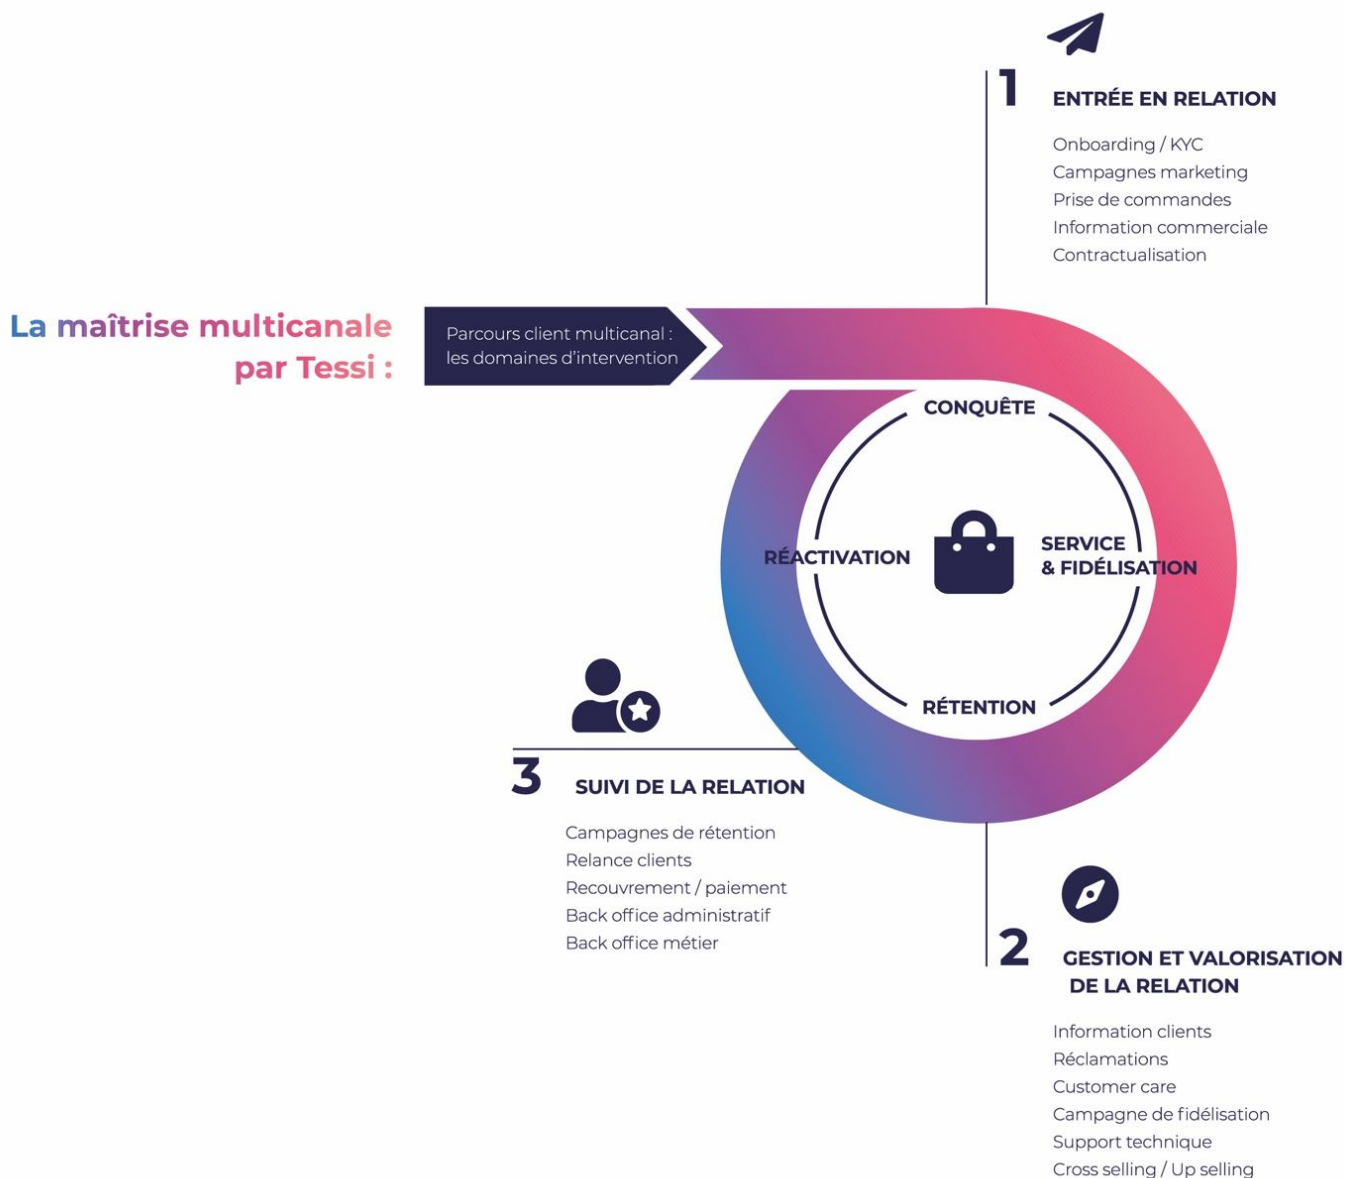 La maîtrise multicanale
par Tessi :
Parcours client multicanal :
les domaines d'intervention
1
ENTRÉE EN RELATION
Onboarding / KYC
Campagnes marketing
Prise de commandes
Information commerciale
Contractualisation
CONQUÊTE
RÉACTIVATION
SERVICE
& FIDÉLISATION
RÉTENTION
3
SUIVI DE LA RELATION
Campagnes de rétention
Relance clients
Recouvrement / paiement
Back office administratif
Back office métier
2
GESTION ET VALORISATION
DE LA RELATION
Information clients
Réclamations
Customer care
Campagne de fidélisation
Support technique
Cross selling / Up selling